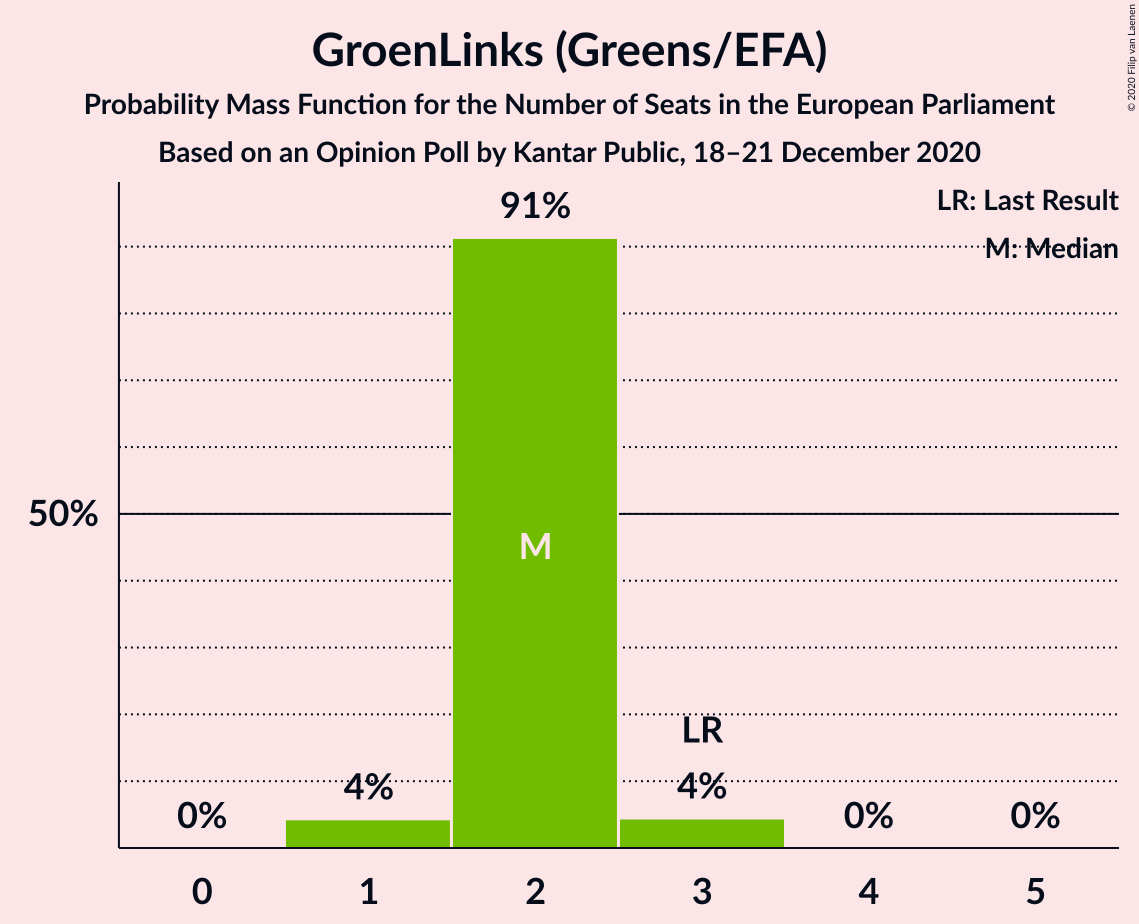 GroenLinks (Greens/EFA)
Probability Mass Function for the Number of Seats in the European Parliament
Based on an Opinion Poll by Kantar Public, 18–21 December 2020
© 2020 Filip van Laenen
LR: Last Result
M: Median
91%
50%
M
LR
4%
4%
0%
0%
0%
0 1 2 3 4 5